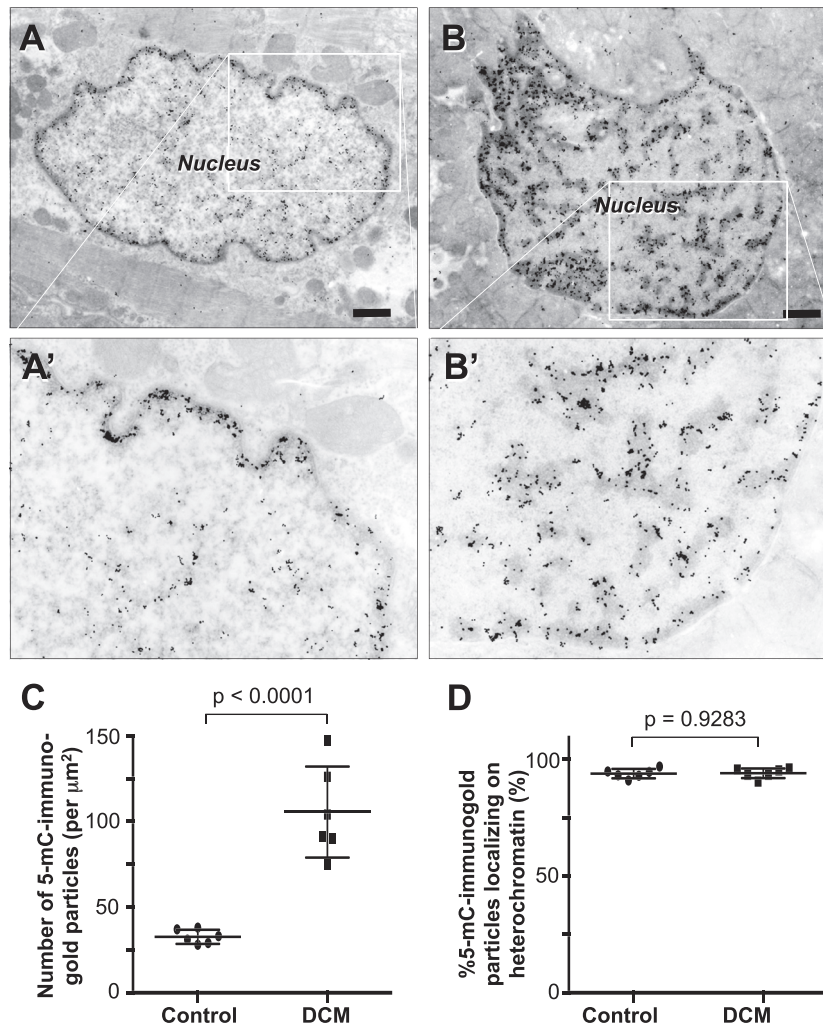 A
B
Nucleus
Nucleus
A'
B'
C
D
p < 0.0001
p = 0.9283
Number of 5-mC-immuno-
gold particles (per μm²)
150
100
50
0
Control
DCM
%5-mC-immunogold
particles localizing on
heterochromatin (%)
100
50
0
Control
DCM